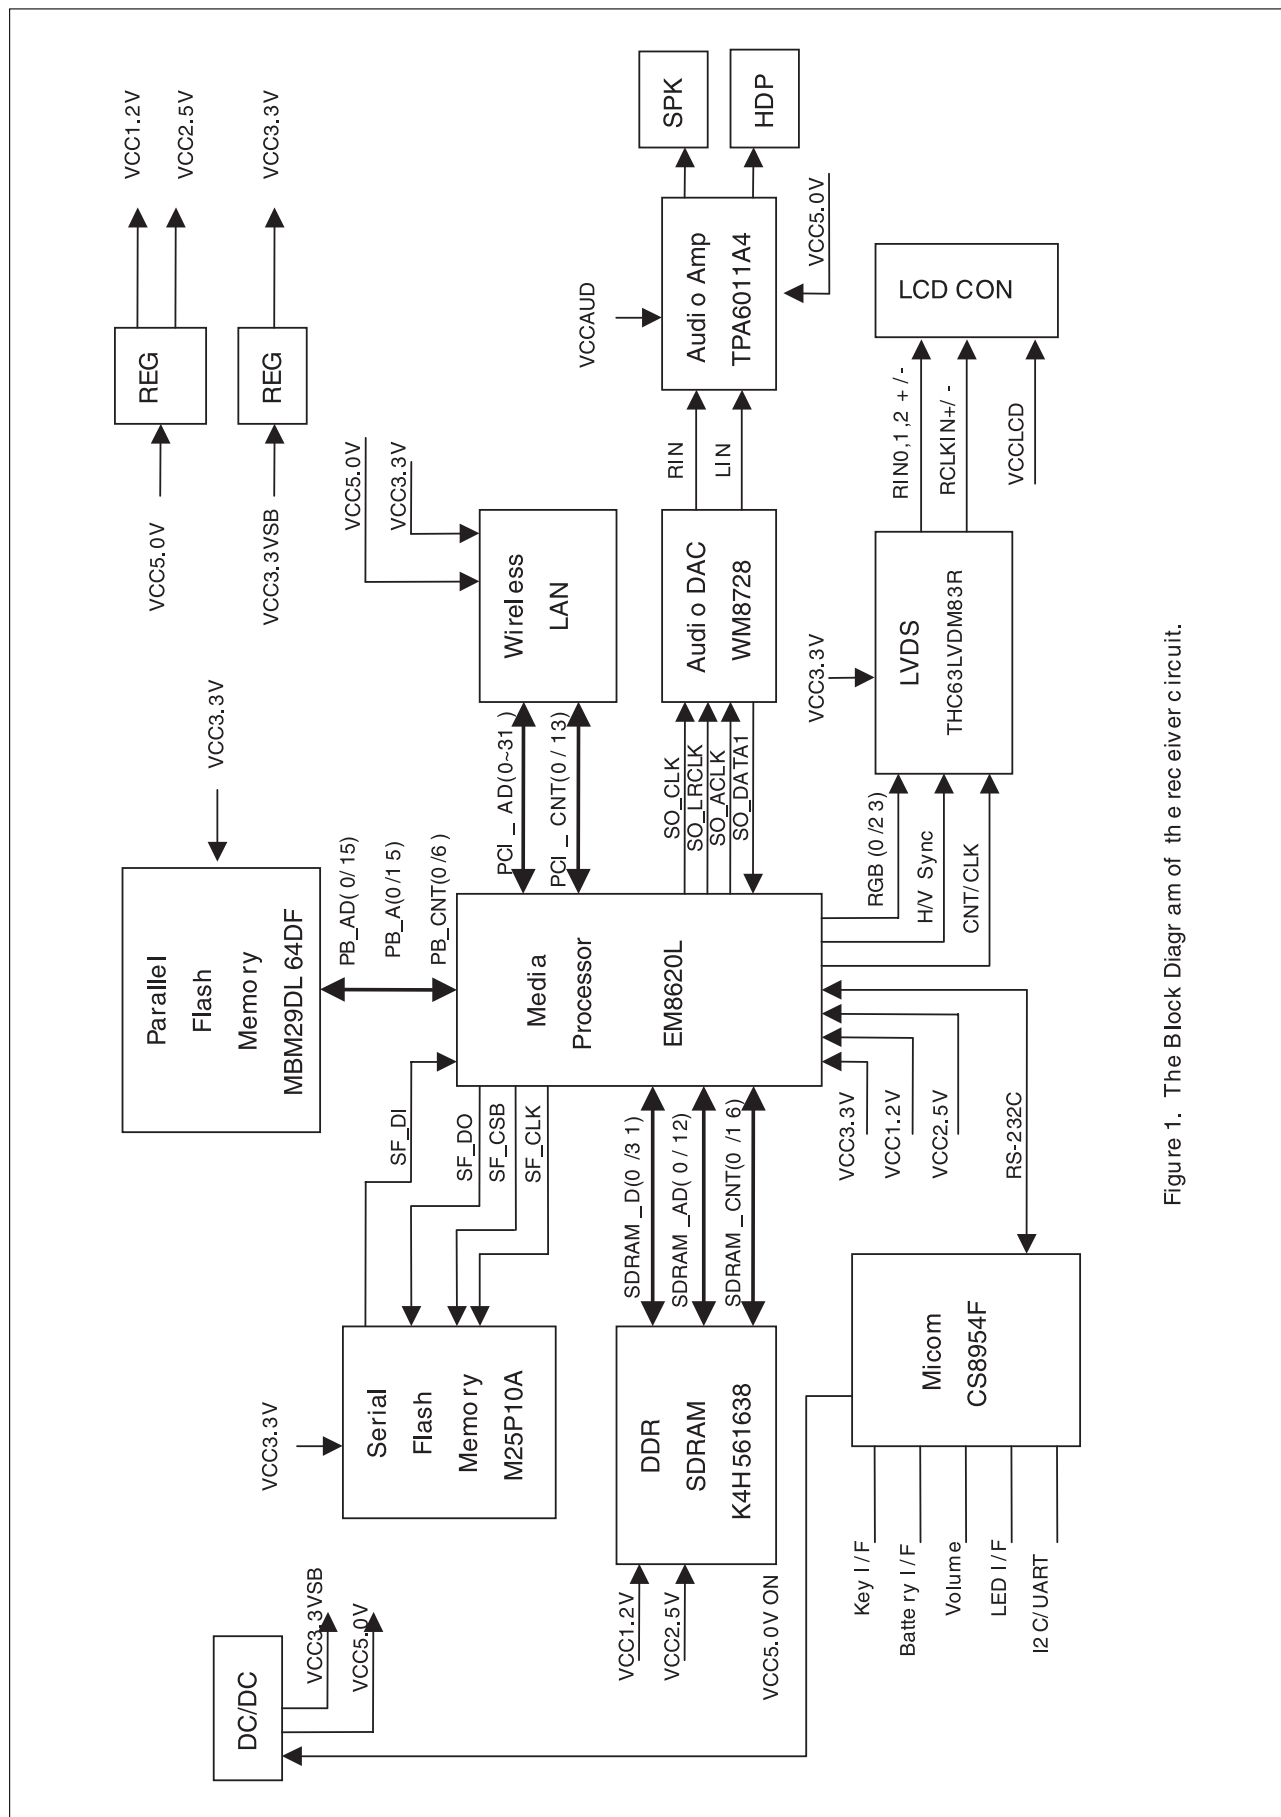 DC/DC
VCC3.3VSB
VCC5.0V
VCC3.3V
Serial
Flash
Memory
M25P10A
SF_DI
SF_DO
SF_CSB
SF_CLK
Parallel
Flash
Memory
MBM29DL 64DF
VCC3.3V
PB_AD(0/15)
PB_A(0/15)
PB_CNT(0/6)
VCC5.0V
REG
VCC1.2V
VCC2.5V
VCC3.3VSB
REG
VCC3.3V
VCC5.0V
VCC3.3V
Wireless
LAN
PCI_AD(0~31)
PCI_CNT(0/13)
Media
Processor
EM8620L
VCC1.2V
VCC2.5V
DDR
SDRAM
K4H561638
SDRAM_D(0/31)
SDRAM_AD(0/12)
SDRAM_CNT(0/16)
SO_CLK
SO_LRCLK
SO_ACLK
SO_DATA1
Audio DAC
WM8728
RIN
LIN
VCCAUD
Audio Amp
TPA6011A4
VCC5.0V
SPK
HDP
VCC5.0V ON
VCC3.3V
VCC1.2V
VCC2.5V
RS-232C
Micom
CS8954F
Key I/F
Battery I/F
Volume
LED I/F
I2C/UART
RGB(0/23)
H/V Sync
CNT/CLK
VCC3.3V
LVDS
THC63LVDM83R
RIN0,1,2 +/-
RCLKIN+/-
VCCLCD
LCD CON
Figure 1. The Block Diagram of the receiver circuit.